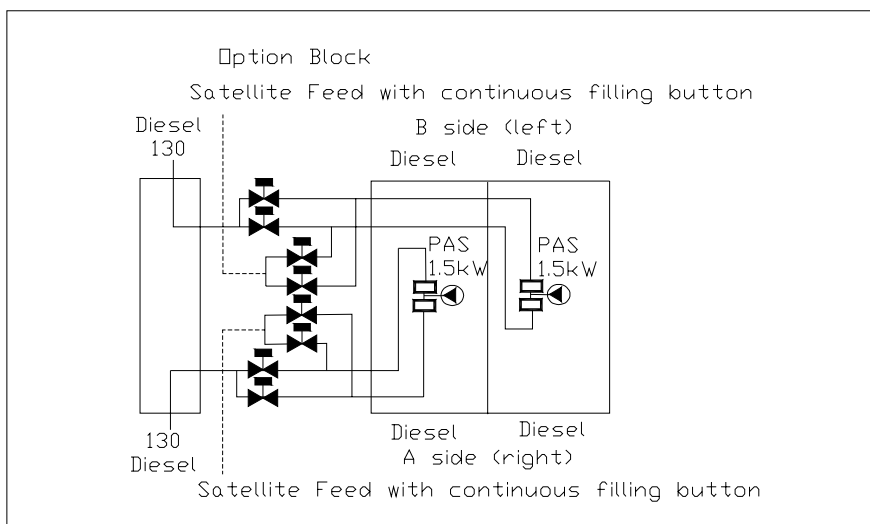 Option Block
Satellite Feed with continuous filling button
B side (left)
Diesel
130
Diesel
Diesel
PAS
1.5kW
PAS
1.5kW
130
Diesel
Diesel
Diesel
A side (right)
Satellite Feed with continuous filling button